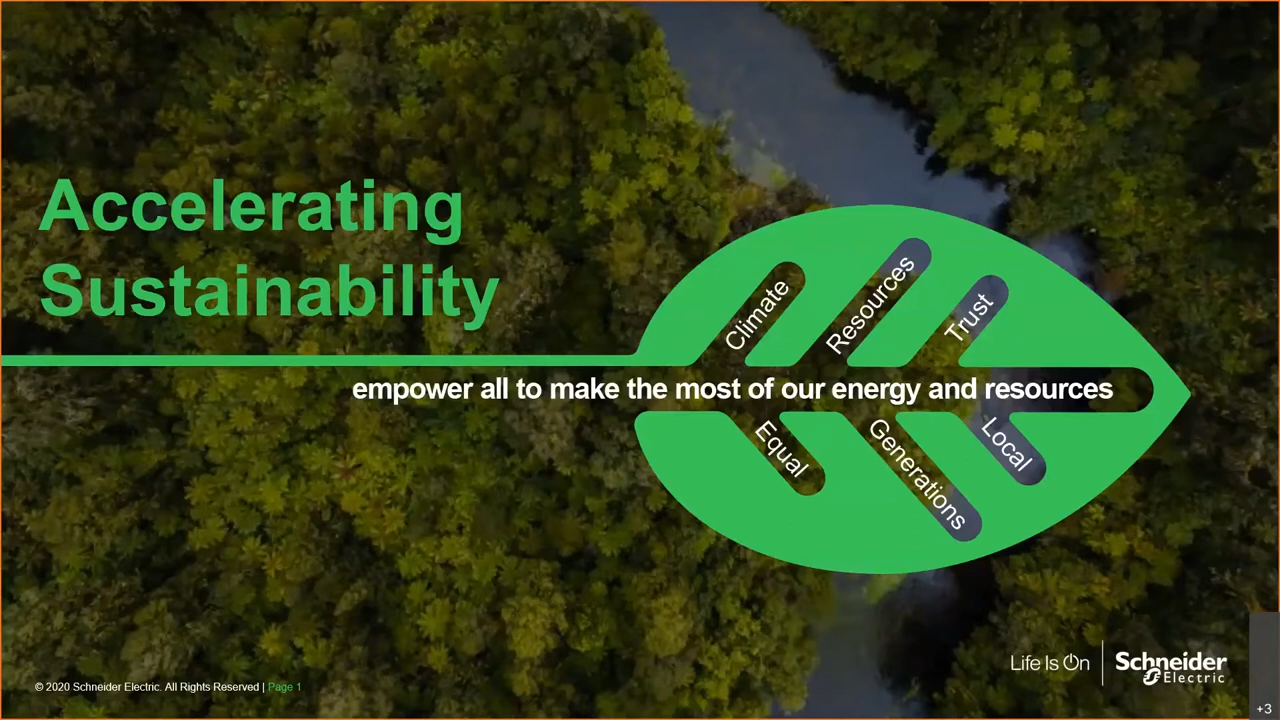 Accelerating
Sustainability
Climate
Resources
Trust
empower all to make the most of our energy and resources
Equal
Generations
Local
Life Is On
Schneider
Electric
© 2020 Schneider Electric. All Rights Reserved | Page 1
+3